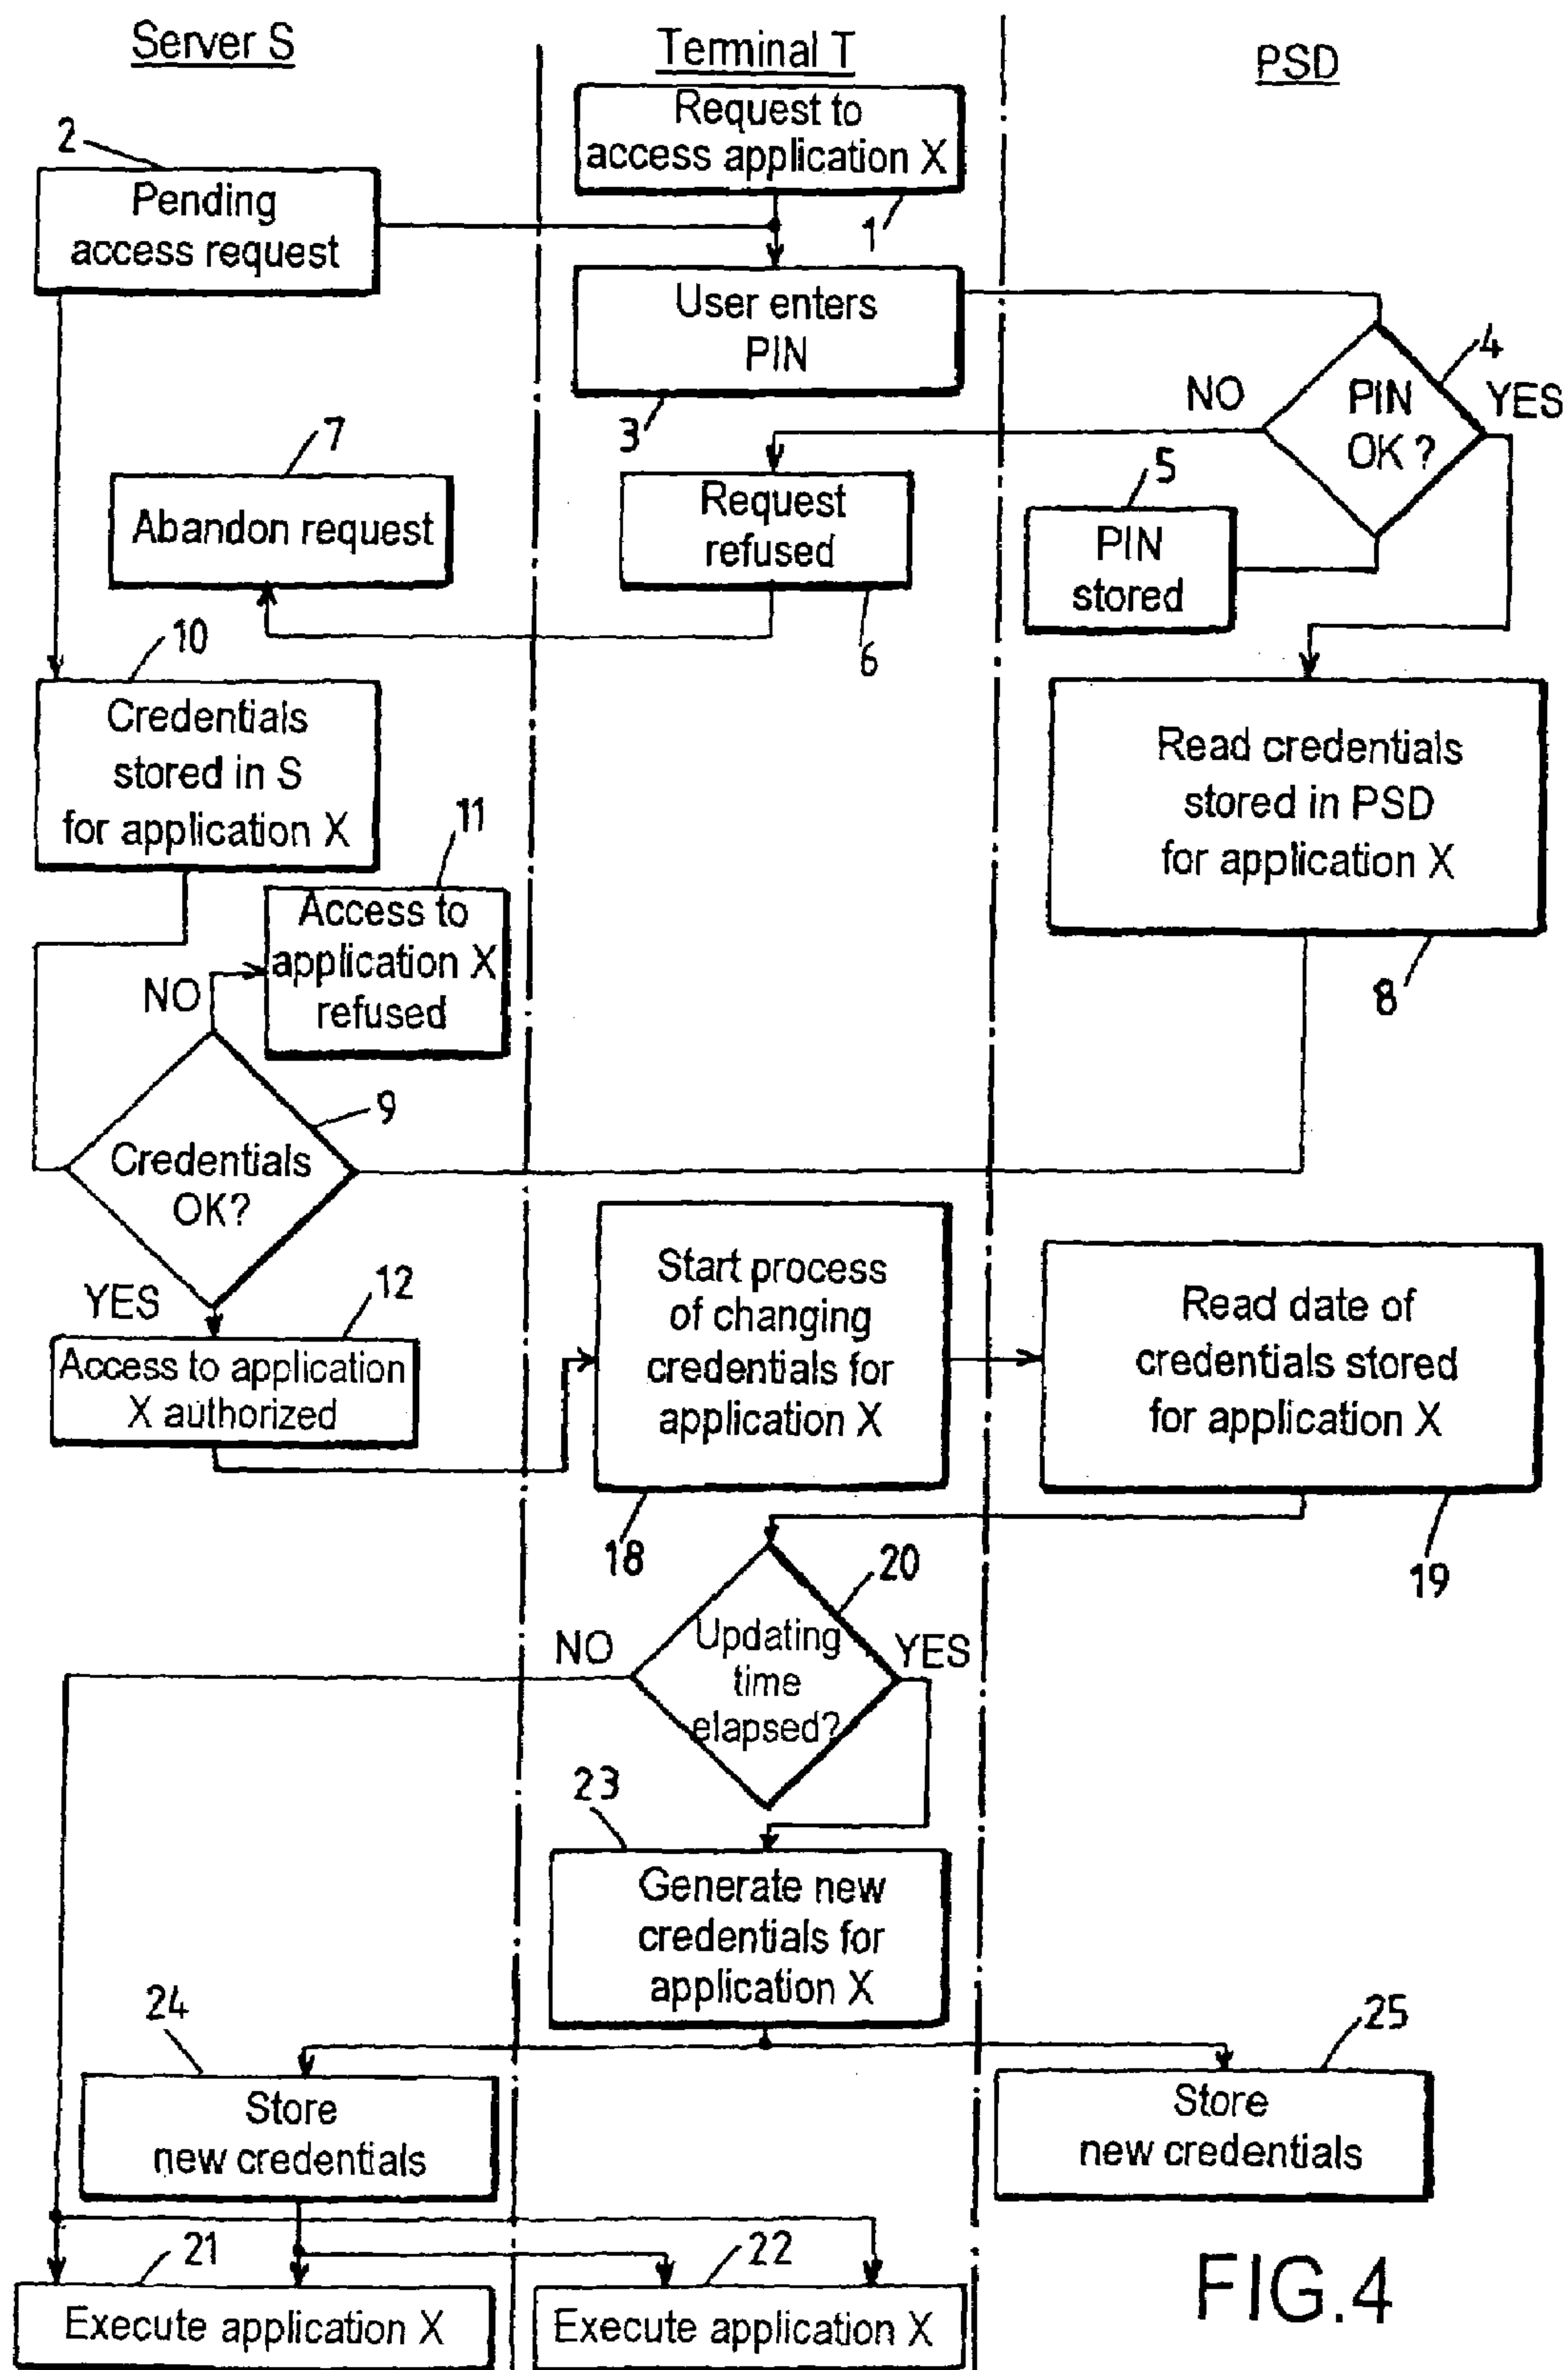 Server S
Terminal T
PSD
Request to
access application X
1
2
Pending
access request
User enters
PIN
3
4
PIN
OK ?
NO
YES
5
PIN
stored
Request
refused
6
7
Abandon request
10
Credentials
stored in S
for application X
Read credentials
stored in PSD
for application X
8
11
Access to
application X
refused
NO
9
Credentials
OK?
YES
12
Access to application
X authorized
Start process
of changing
credentials for
application X
18
Read date of
credentials stored
for application X
19
20
Updating
time
elapsed?
NO
YES
23
Generate new
credentials for
application X
24
Store
new credentials
25
Store
new credentials
21
Execute application X
22
Execute application X
FIG.4